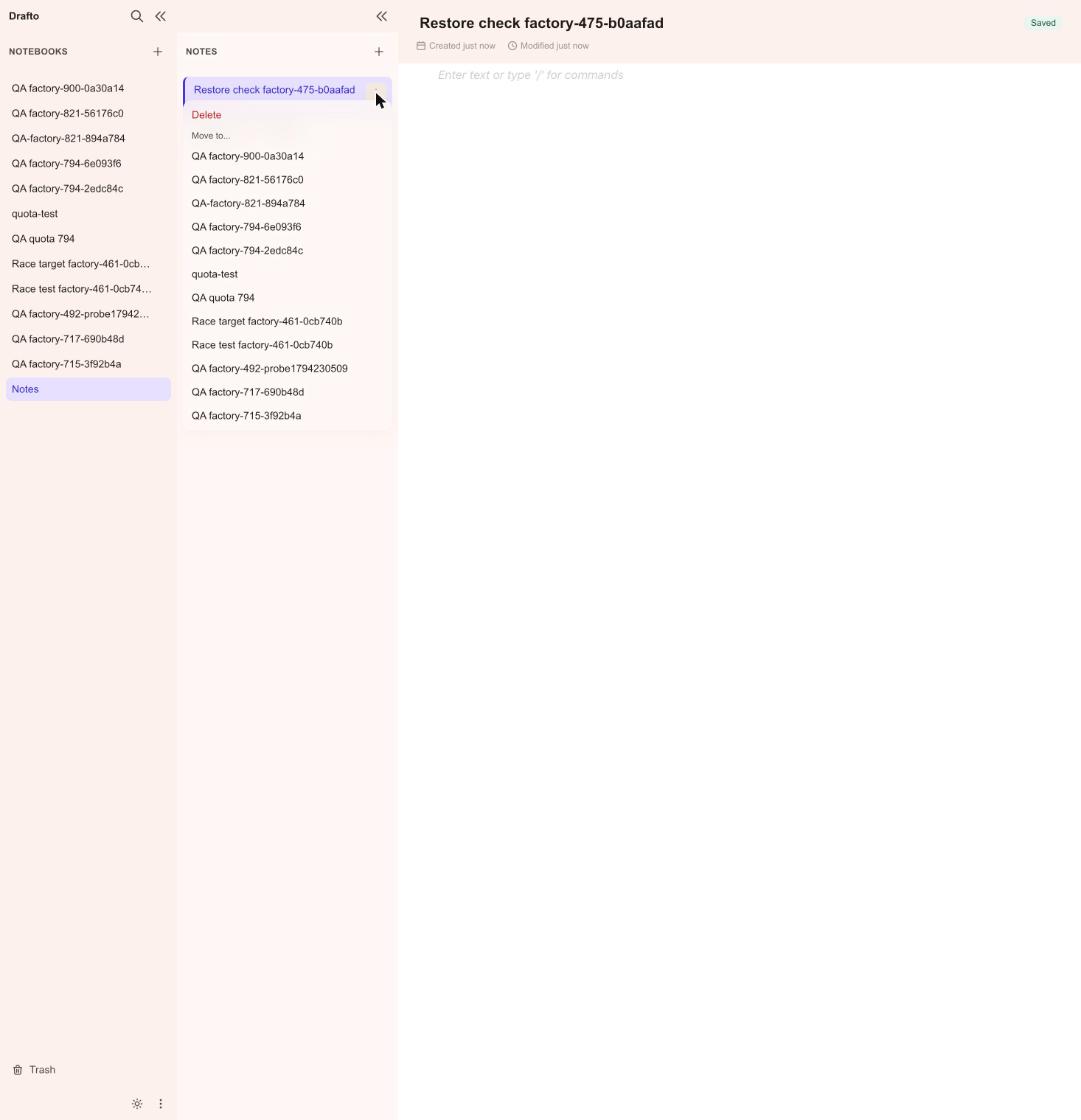 Drafto
NOTEBOOKS
QA factory-900-0a30a14
QA factory-821-56176c0
QA-factory-821-894a784
QA factory-794-6e093f6
QA factory-794-2edc84c
quota-test
QA quota 794
Race target factory-461-0cb…
Race test factory-461-0cb74…
QA factory-492-probe17942…
QA factory-717-690b48d
QA factory-715-3f92b4a
Notes
Trash
NOTES
Restore check factory-475-b0aafad
Delete
Move to...
QA factory-900-0a30a14
QA factory-821-56176c0
QA-factory-821-894a784
QA factory-794-6e093f6
QA factory-794-2edc84c
quota-test
QA quota 794
Race target factory-461-0cb740b
Race test factory-461-0cb740b
QA factory-492-probe1794230509
QA factory-717-690b48d
QA factory-715-3f92b4a
Restore check factory-475-b0aafad
Saved
Created just now Modified just now
Enter text or type '/' for commands